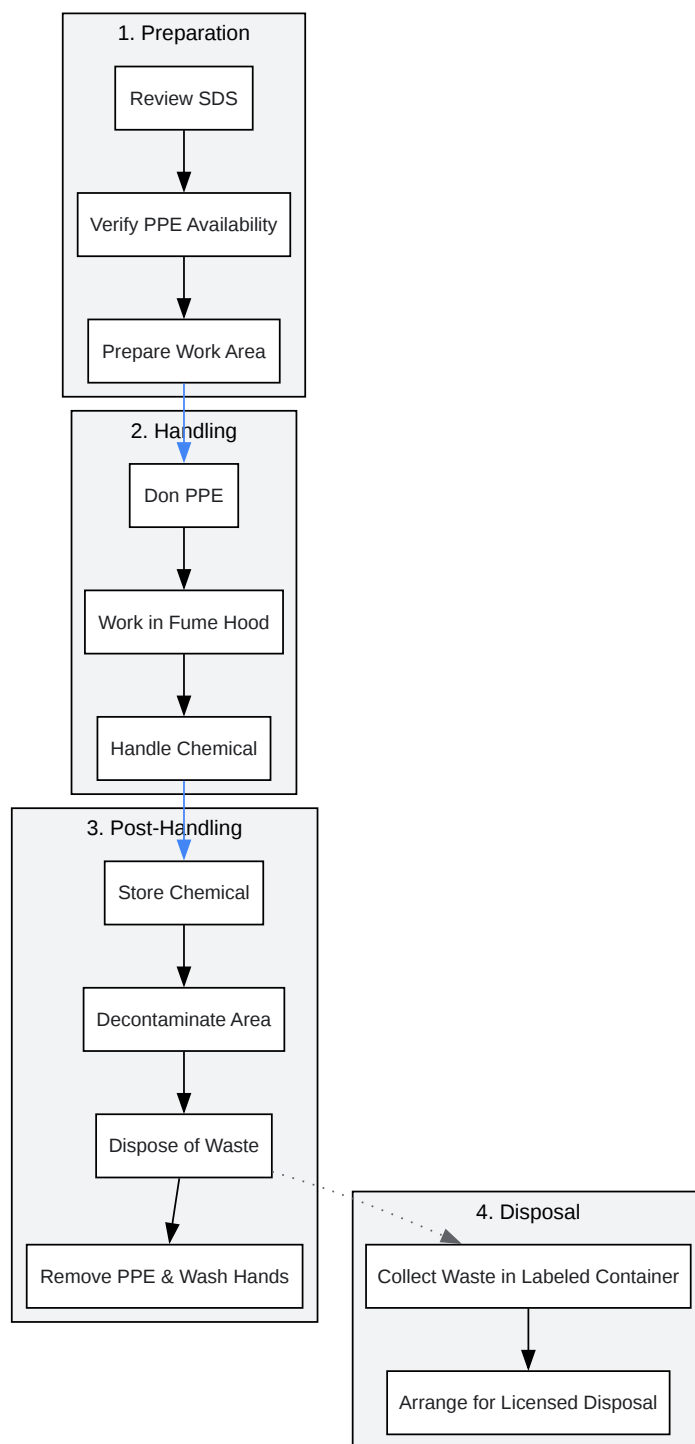 1. Preparation
Review SDS
Verify PPE Availability
Prepare Work Area
2. Handling
Don PPE
Work in Fume Hood
Handle Chemical
3. Post-Handling
Store Chemical
Decontaminate Area
Dispose of Waste
Remove PPE & Wash Hands
4. Disposal
Collect Waste in Labeled Container
Arrange for Licensed Disposal